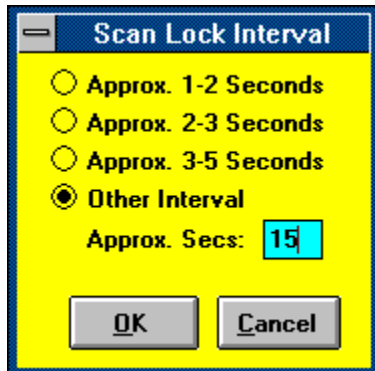 Scan Lock Interval
Approx. 1-2 Seconds
Approx. 2-3 Seconds
Approx. 3-5 Seconds
Other Interval
Approx. Secs: 15
OK Cancel